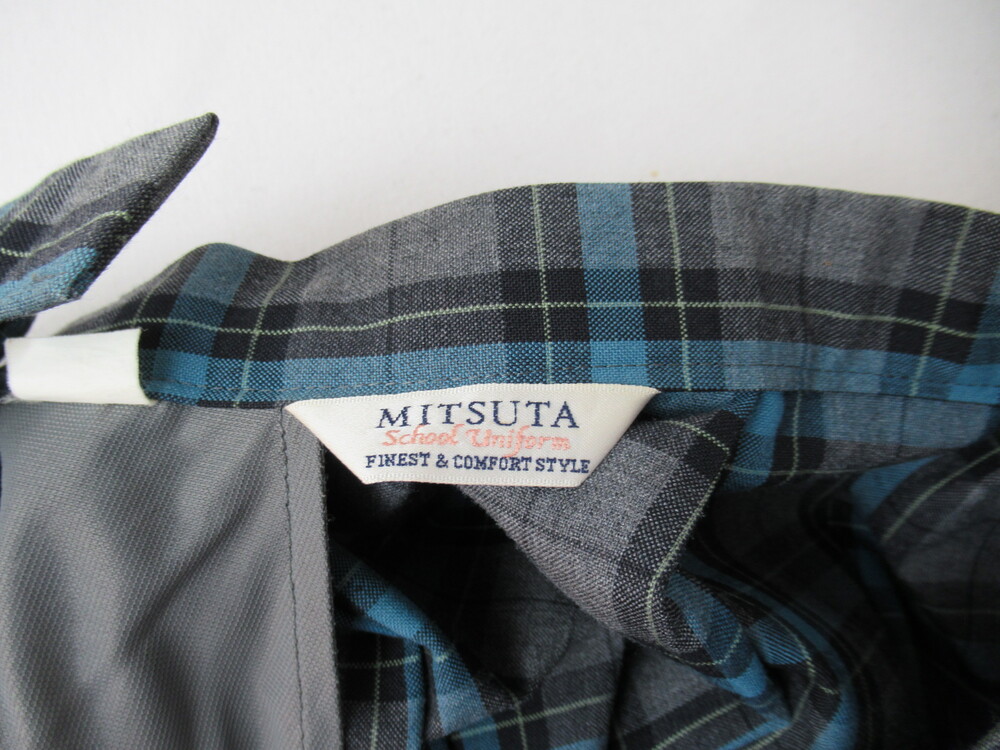 MITSUTA
School Uniform
FINEST & COMFORT STYLE